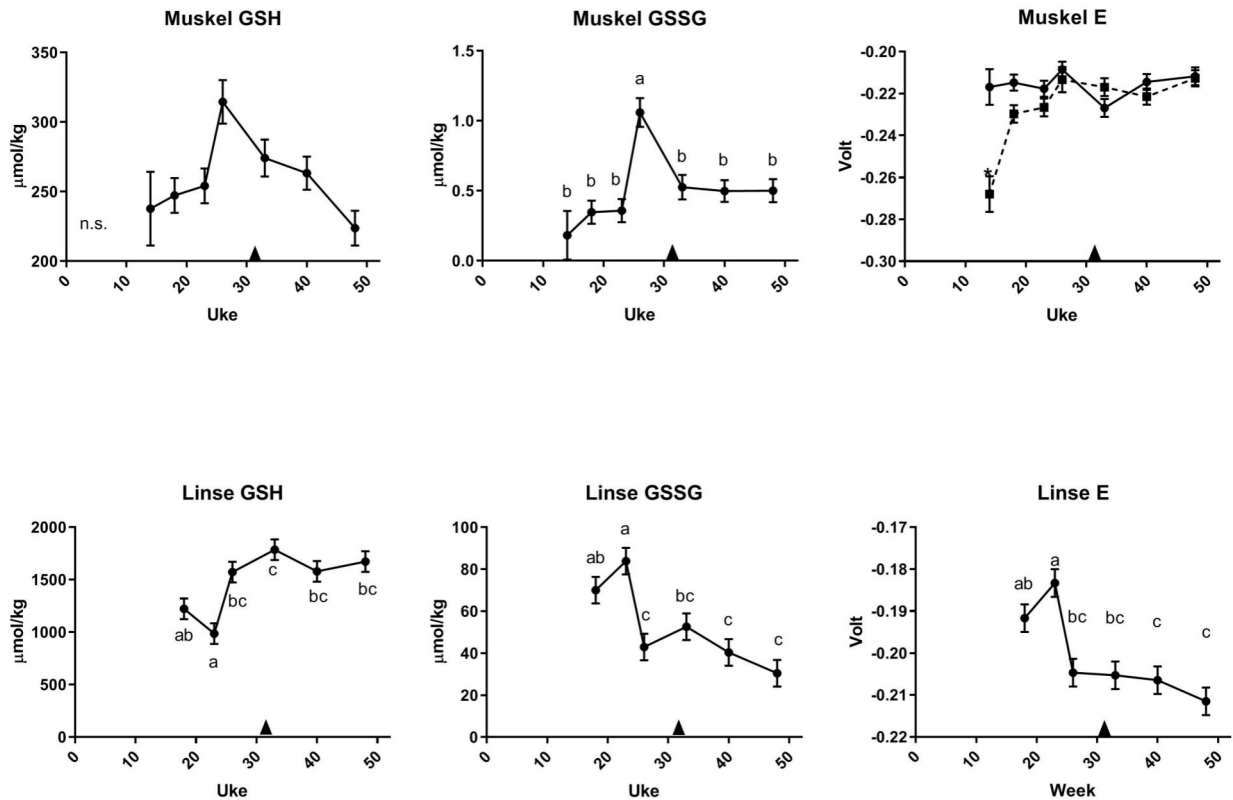 Muskel GSH
350
300
250
200
μmol/kg
n.s.
0
10
20
30
40
50
Uke
Muskel GSSG
1.5
1.0
0.5
0.0
μmol/kg
b
b
b
a
b
b
b
0
10
20
30
40
50
Uke
Muskel E
-0.20
-0.22
-0.24
-0.26
-0.28
-0.30
Volt
*
0
10
20
30
40
50
Uke
Linse GSH
2000
1500
1000
500
0
μmol/kg
ab
a
bc
c
bc
bc
0
10
20
30
40
50
Uke
Linse GSSG
100
80
60
40
20
0
μmol/kg
ab
a
c
bc
c
c
0
10
20
30
40
50
Uke
Linse E
-0.17
-0.18
-0.19
-0.20
-0.21
-0.22
Volt
ab
a
bc
bc
c
c
0
10
20
30
40
50
Week